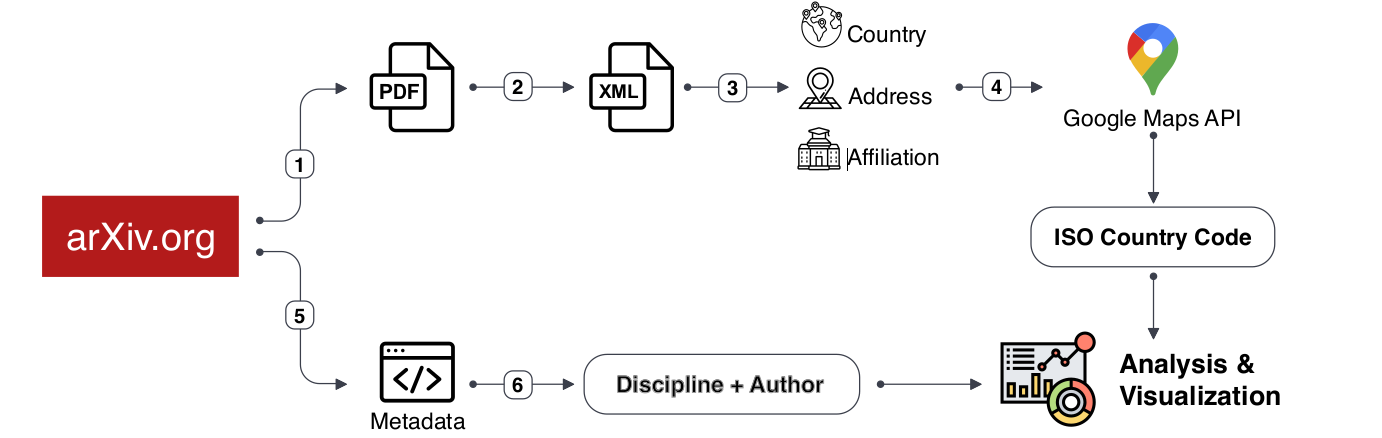 arXiv.org
1
PDF
2
XML
3
Country
Address
Affiliation
4
Google Maps API
ISO Country Code
5
</>
Metadata
6
Discipline + Author
Analysis &
Visualization